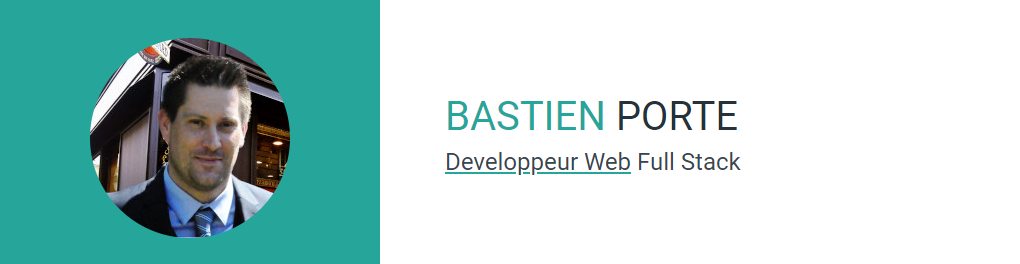 BASTIEN PORTE
Developpeur Web Full Stack